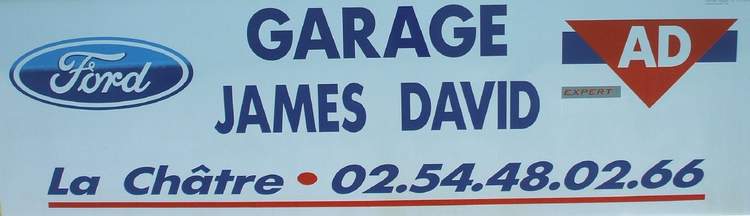 GARAGE
JAMES DAVID
Ford
AD
EXPERT
La Châtre • 02.54.48.02.66